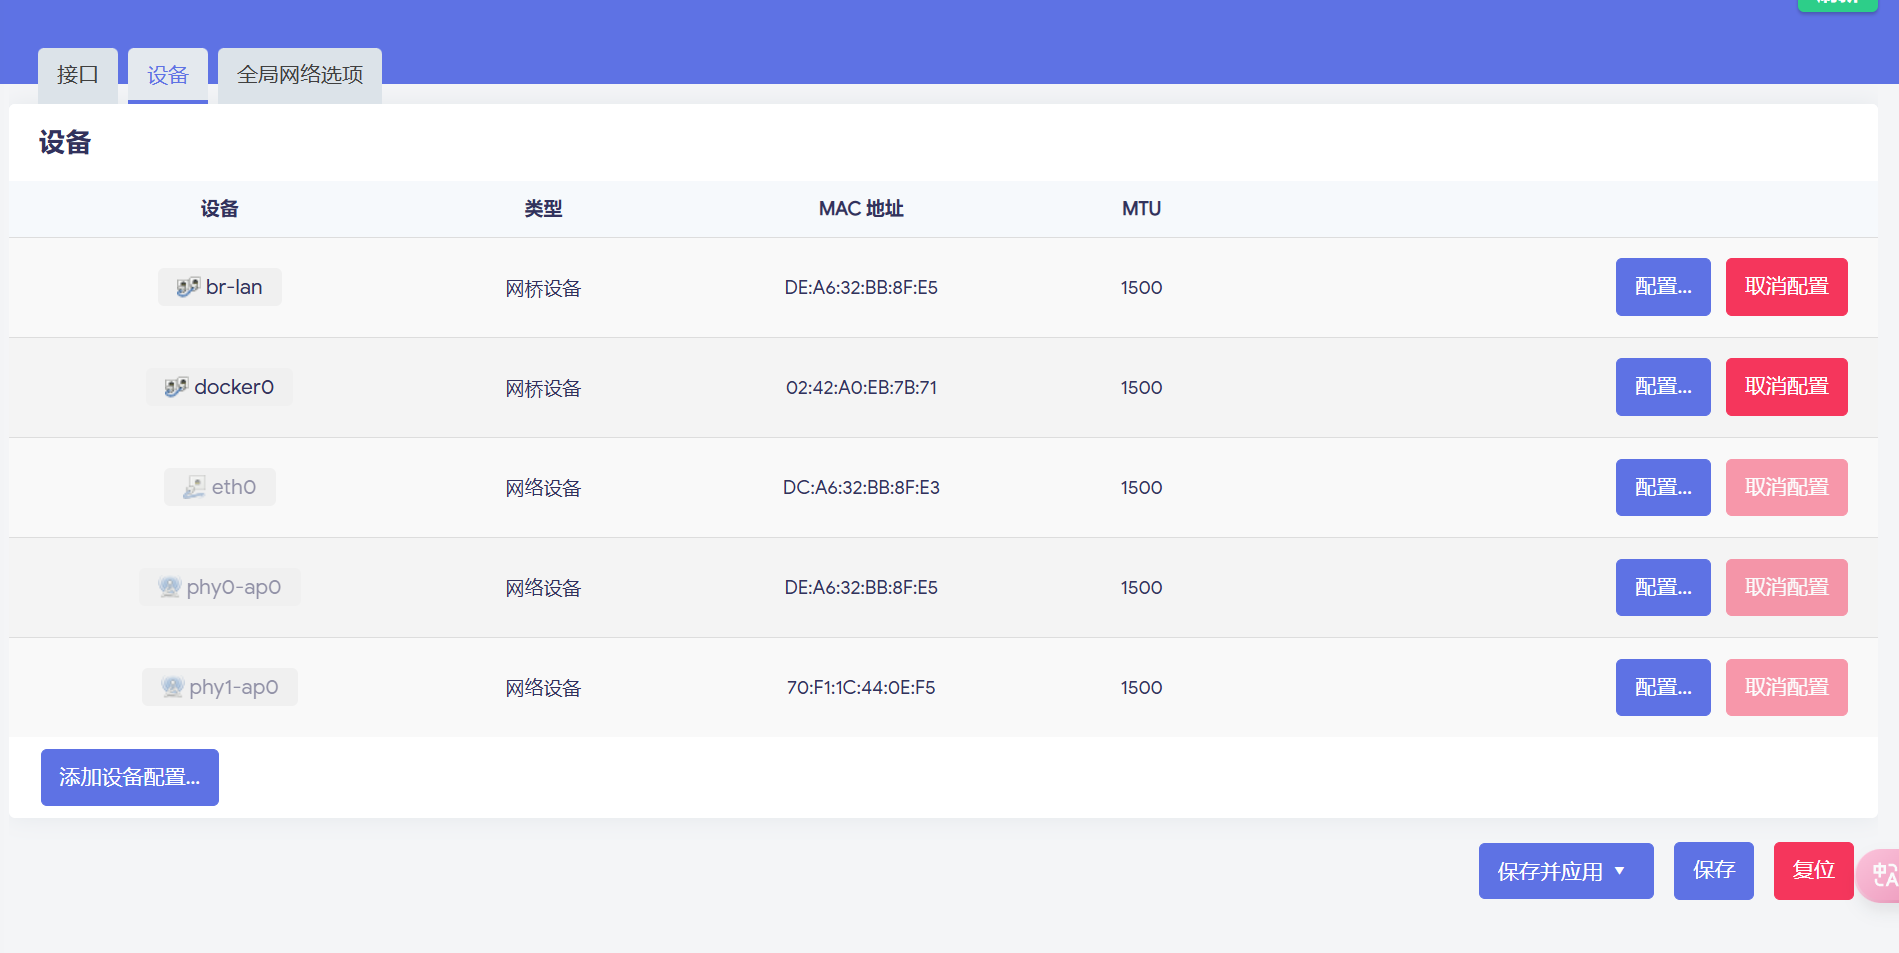 接口 设备 全局网络选项
设备
设备 类型 MAC 地址 MTU
br-lan 网桥设备 DE:A6:32:BB:8F:E5 1500 配置... 取消配置
docker0 网桥设备 02:42:A0:EB:7B:71 1500 配置... 取消配置
eth0 网络设备 DC:A6:32:BB:8F:E3 1500 配置... 取消配置
phy0-ap0 网络设备 DE:A6:32:BB:8F:E5 1500 配置... 取消配置
phy1-ap0 网络设备 70:F1:1C:44:0E:F5 1500 配置... 取消配置
添加设备配置...
保存并应用 保存 复位
中 A